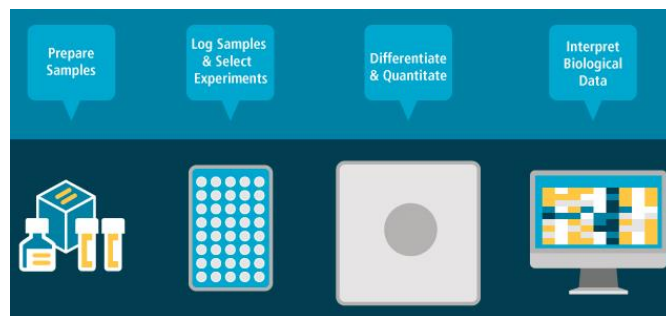 Prepare
Samples
Log Samples
& Select
Experiments
Differentiate
& Quantitate
Interpret
Biological
Data